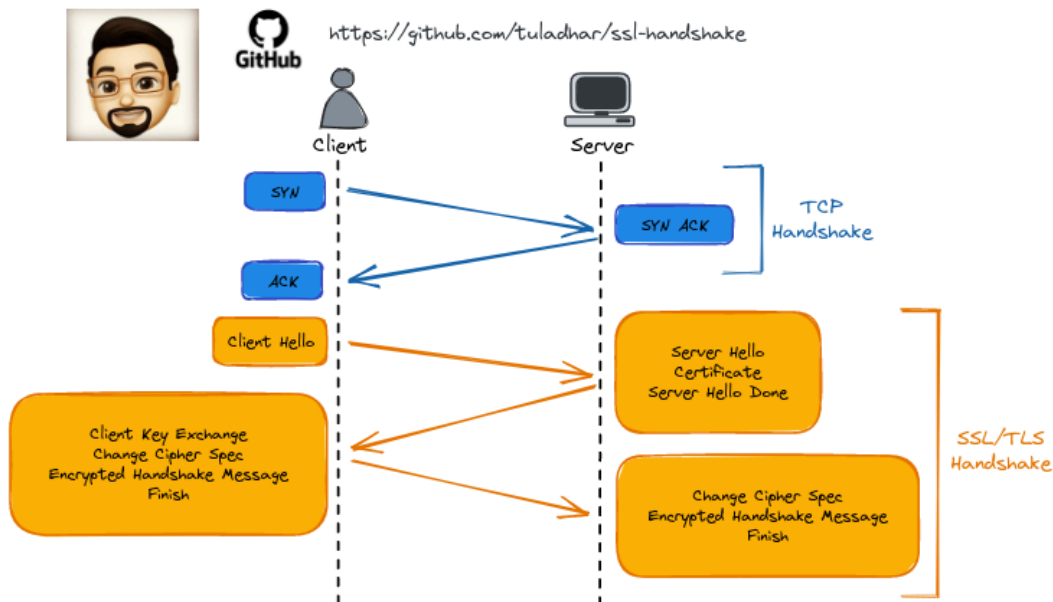 GitHub
https://github.com/tuladhar/ssl-handshake
Client
Server
SYN
SYN ACK
TCP
Handshake
ACK
Client Hello
Server Hello
Certificate
Server Hello Done
Client Key Exchange
Change Cipher Spec
Encrypted Handshake Message
Finish
SSL/TLS
Handshake
Change Cipher Spec
Encrypted Handshake Message
Finish